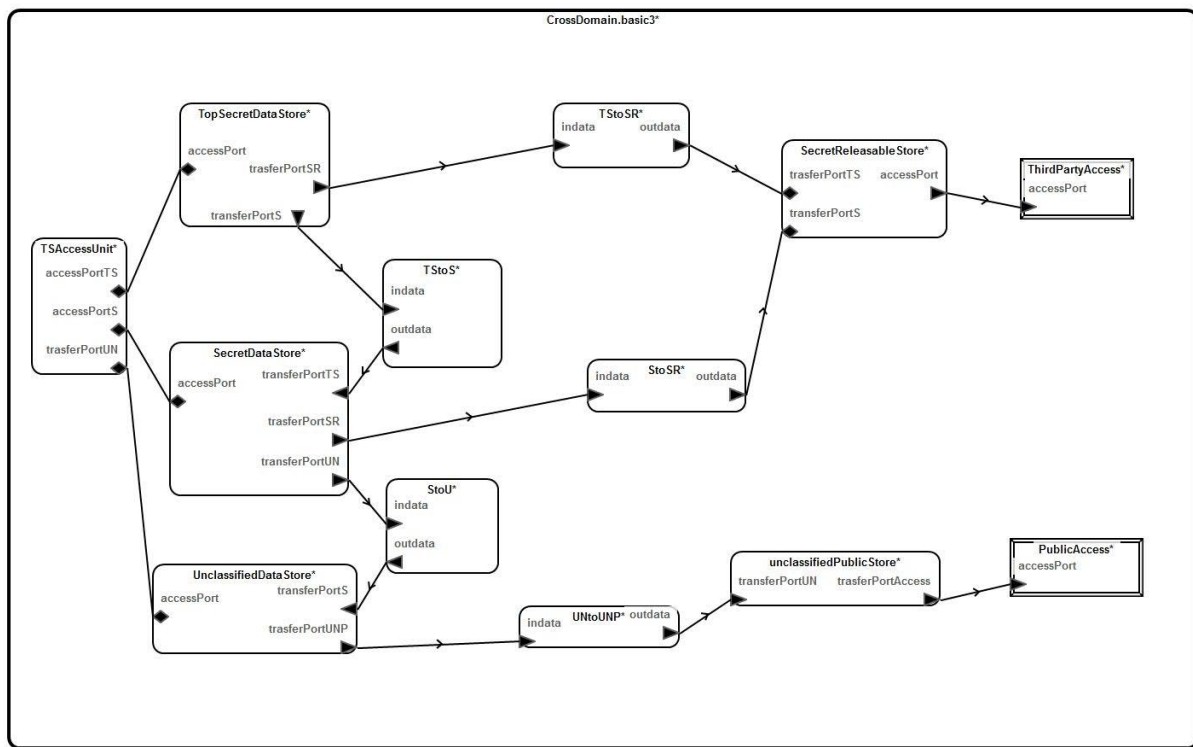 CrossDomain.basic3*
TopSecretDataStore*
accessPort
trasferPortSR
transferPortS
TStoSR*
indata
outdata
SecretReleasableStore*
trasferPortTS
accessPort
transferPortS
ThirdPartyAccess*
accessPort
TSAccessUnit*
accessPortTS
accessPortS
trasferPortUN
TStoS*
indata
outdata
SecretDataStore*
transferPortTS
accessPort
trasferPortSR
transferPortUN
StoSR*
indata
outdata
StoU*
indata
outdata
UnclassifiedDataStore*
transferPortS
accessPort
trasferPortUNP
UNtoUNP*
indata
outdata
unclassifiedPublicStore*
transferPortUN
trasferPortAccess
PublicAccess*
accessPort